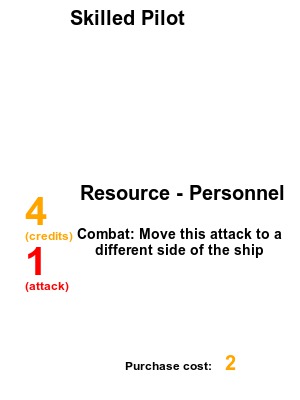 Skilled Pilot
Resource - Personnel
4
(credits)
Combat: Move this attack to a
different side of the ship
1
(attack)
Purchase cost: 2